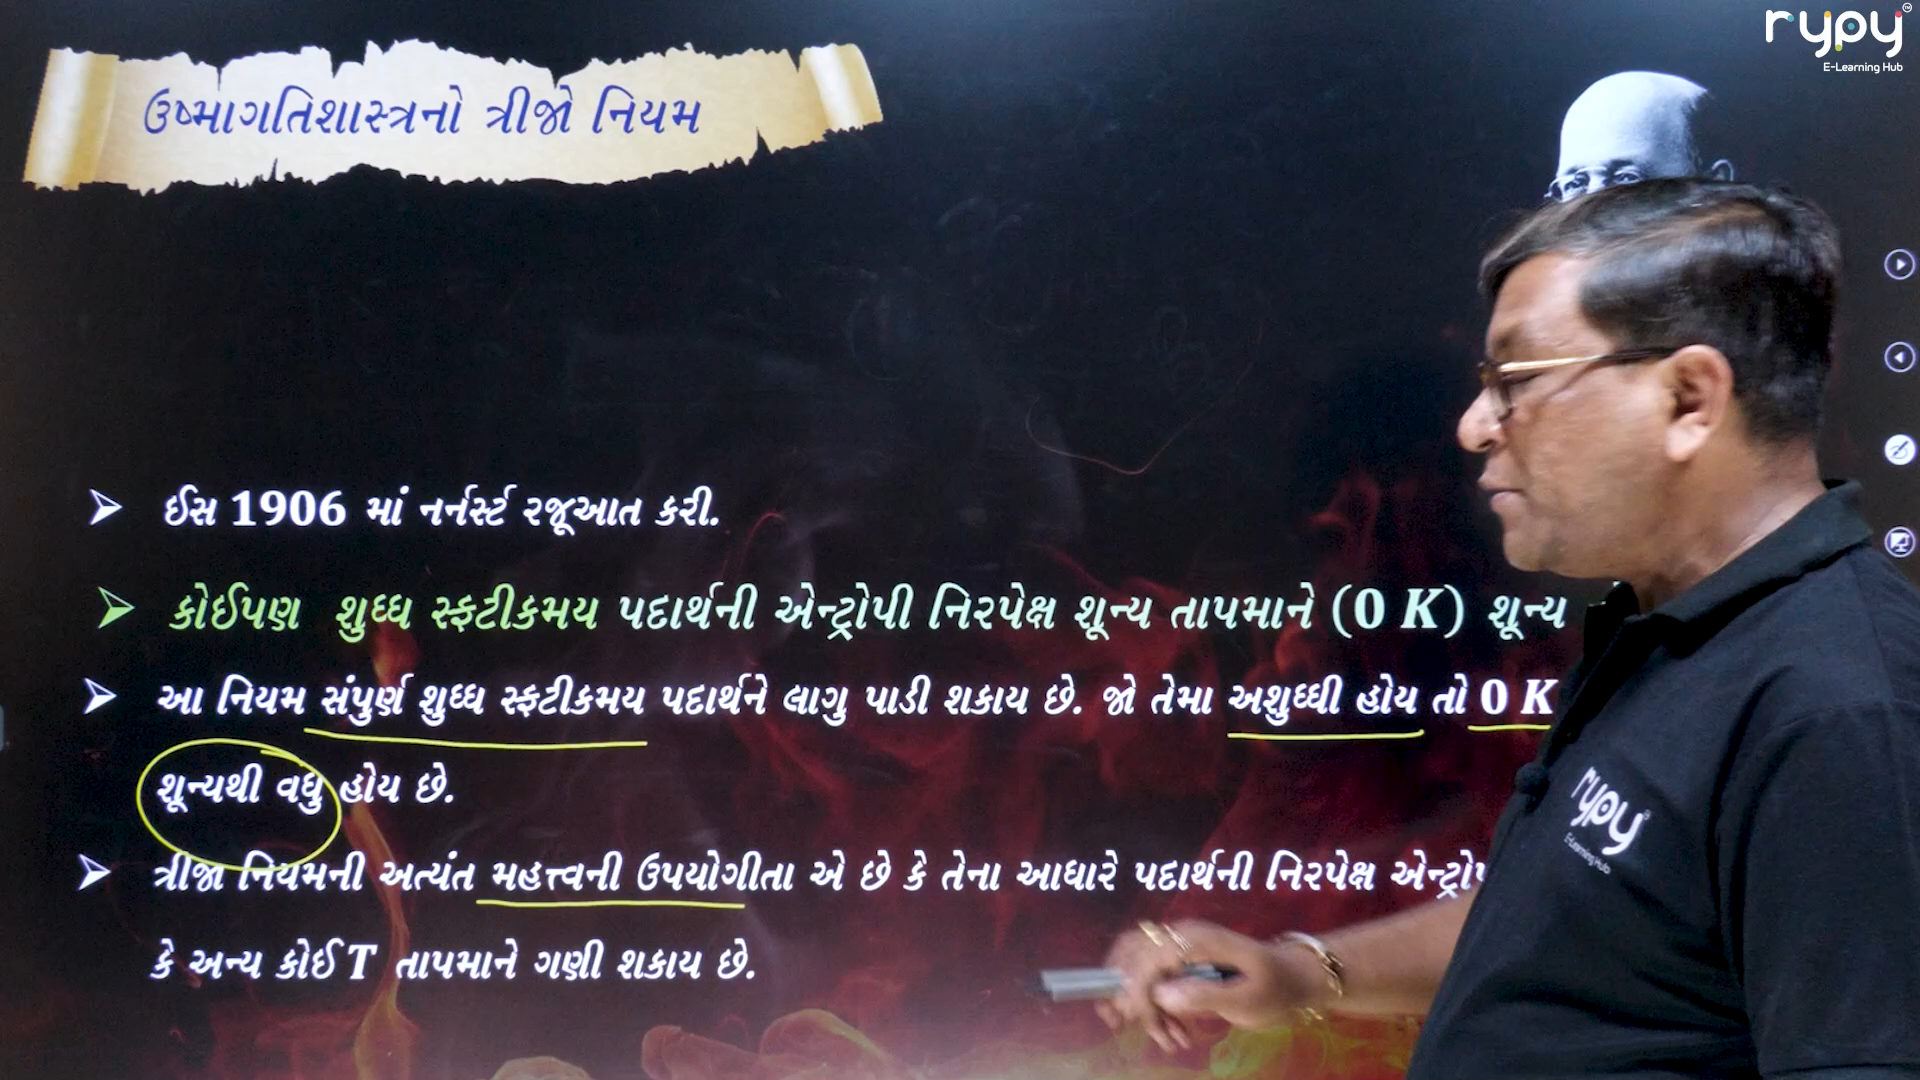 rypy
E-Learning Hub
ઉષ્માગતિશાસ્ત્રનો ત્રીજો નિયમ
ઈસ 1906 માં નર્નસ્ર્ટ રજૂઆત કરી.
કોઈપણ શુધ્ધ સ્ફટીકમય પદાર્થની એન્ટ્રોપી નિરપેક્ષ શૂન્ય તાપમાને (0 K) શૂન્ય
આ નિયમ સંપુર્ણ શુધ્ધ સ્ફટીકમય પદાર્થને લાગુ પાડી શકાય છે. જો તેમા અશુધ્ધી હોય તો 0 K
શૂન્યથી વધુ હોય છે.
ત્રીજા નિયમની અત્યંત મહત્ત્વની ઉપયોગીતા એ છે કે તેના આધારે પદાર્થની નિરપેક્ષ
કે અન્ય કોઈ T તાપમાને ગણી શકાય છે.
rypy
E-Learning Hub